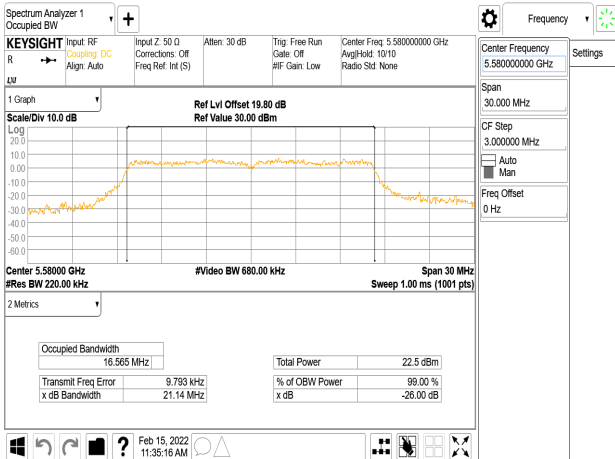 Spectrum Analyzer 1
Occupied BW
Frequency
KEYSIGHT
R
LXI
Input: RF
Coupling: DC
Align: Auto
Input Z: 50 Ω
Corrections: Off
Freq Ref: Int (S)
Atten: 30 dB
Trig: Free Run
Gate: Off
#IF Gain: Low
Center Freq: 5.580000000 GHz
Avg|Hold: 10/10
Radio Std: None
Center Frequency
5.580000000 GHz
Settings
Span
30.000 MHz
CF Step
3.000000 MHz
Auto
Man
Freq Offset
0 Hz
1 Graph
Scale/Div 10.0 dB
Ref Lvl Offset 19.80 dB
Ref Value 30.00 dBm
Log
20.0
10.0
0.00
-10.0
-20.0
-30.0
-40.0
-50.0
-60.0
Center 5.58000 GHz
#Video BW 680.00 kHz
Span 30 MHz
#Res BW 220.00 kHz
Sweep 1.00 ms (1001 pts)
2 Metrics
Occupied Bandwidth
16.565 MHz
Total Power 22.5 dBm
Transmit Freq Error 9.793 kHz
% of OBW Power 99.00 %
x dB Bandwidth 21.14 MHz
x dB -26.00 dB
?
Feb 15, 2022
11:35:16 AM